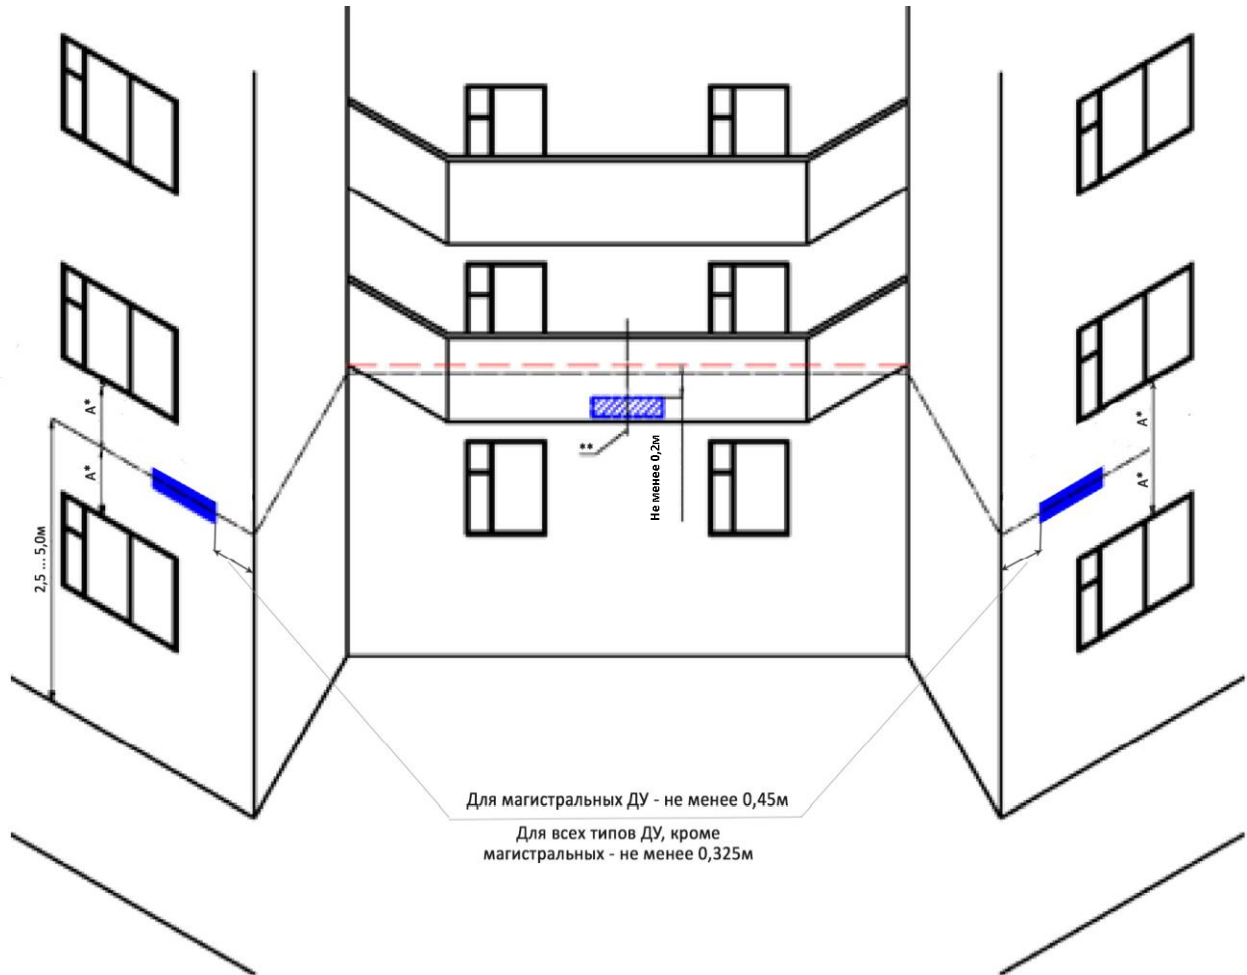 А*
А*
2,5 ... 5,0м
**
Не менее 0,2м
А*
А*
Для магистральных ДУ - не менее 0,45м
Для всех типов ДУ, кроме
магистральных - не менее 0,325м